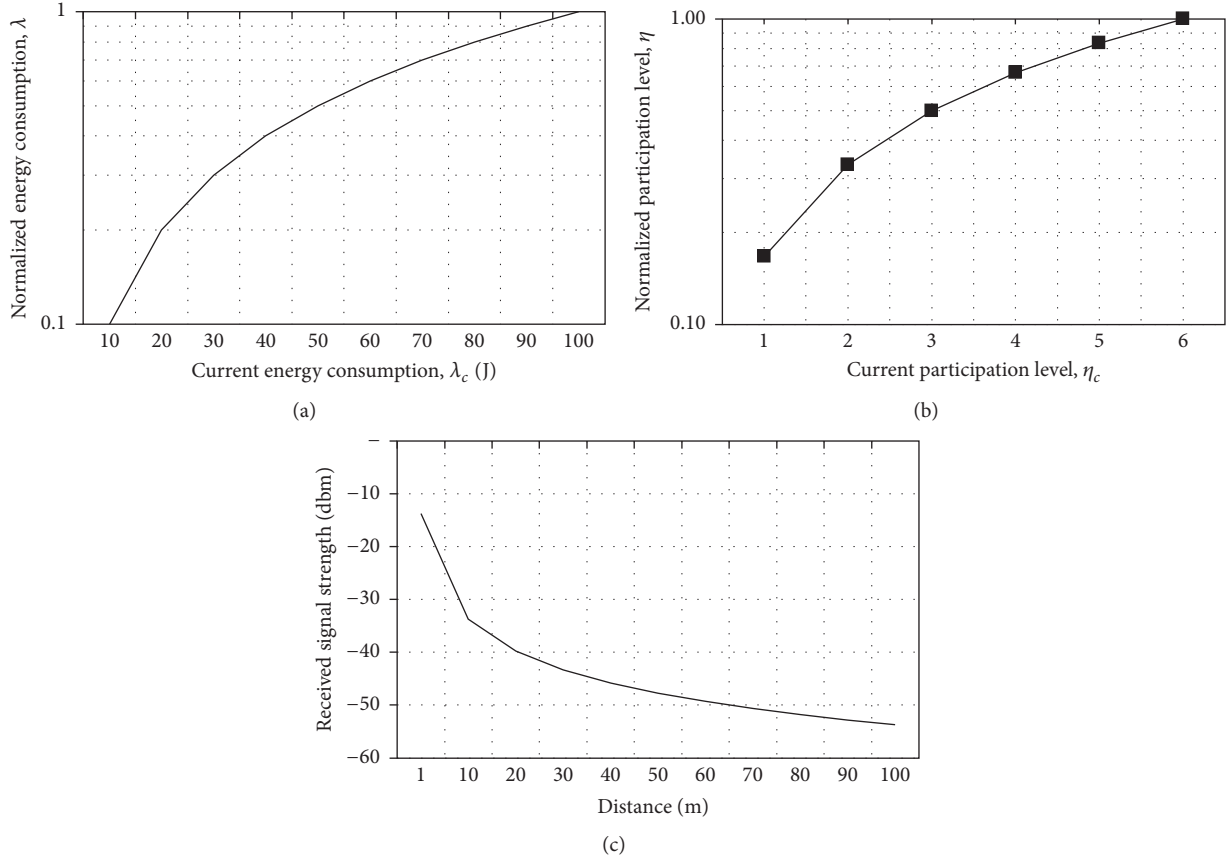 1
0.1
Normalized energy consumption, λ
10 20 30 40 50 60 70 80 90 100
Current energy consumption, λc (J)
(a)
1.00
0.10
Normalized participation level, η
1 2 3 4 5 6
Current participation level, ηc
(b)
−
−10
−20
−30
−40
−50
−60
Received signal strength (dbm)
1 10 20 30 40 50 60 70 80 90 100
Distance (m)
(c)